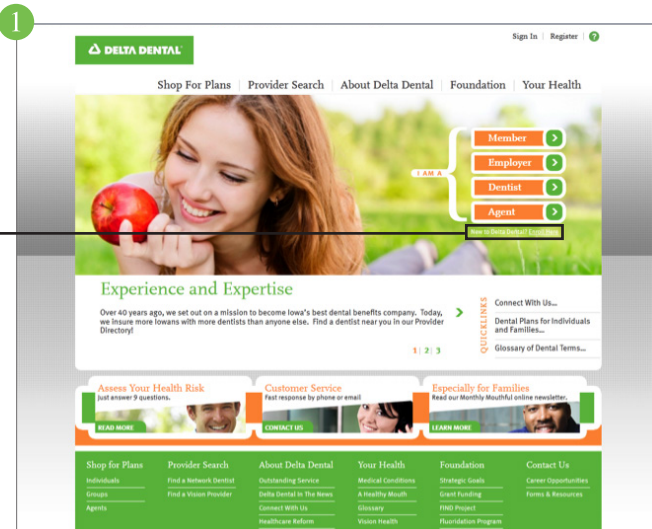 1
Sign In | Register | ?
DELTA DENTAL
Shop For Plans | Provider Search | About Delta Dental | Foundation | Your Health
Member
Employer
I AM A
Dentist
Agent
New to Delta Dental? Enroll Here
Experience and Expertise
Over 40 years ago, we set out on a mission to become Iowa's best dental benefits company. Today,
we insure more Iowans with more dentists than anyone else. Find a dentist near you in our Provider
Directory!
1| 2| 3
QUICKLINKS
Connect With Us...
Dental Plans for Individuals
and Families...
Glossary of Dental Terms...
Assess Your Health Risk
Just answer 9 questions.
READ MORE
Customer Service
Fast response by phone or email
CONTACT US
Especially for Families
Read our Monthly Mouthful online newsletter.
LEARN MORE
Shop for Plans
Individuals
Groups
Agents
Provider Search
Find a Network Dentist
Find a Vision Provider
About Delta Dental
Outstanding Service
Delta Dental In The News
Connect With Us
Healthcare Reform
Your Health
Medical Conditions
A Healthy Mouth
Glossary
Vision Health
Foundation
Strategic Goals
Grant Funding
FIND Project
Fluoridation Program
Contact Us
Career Opportunities
Forms & Resources